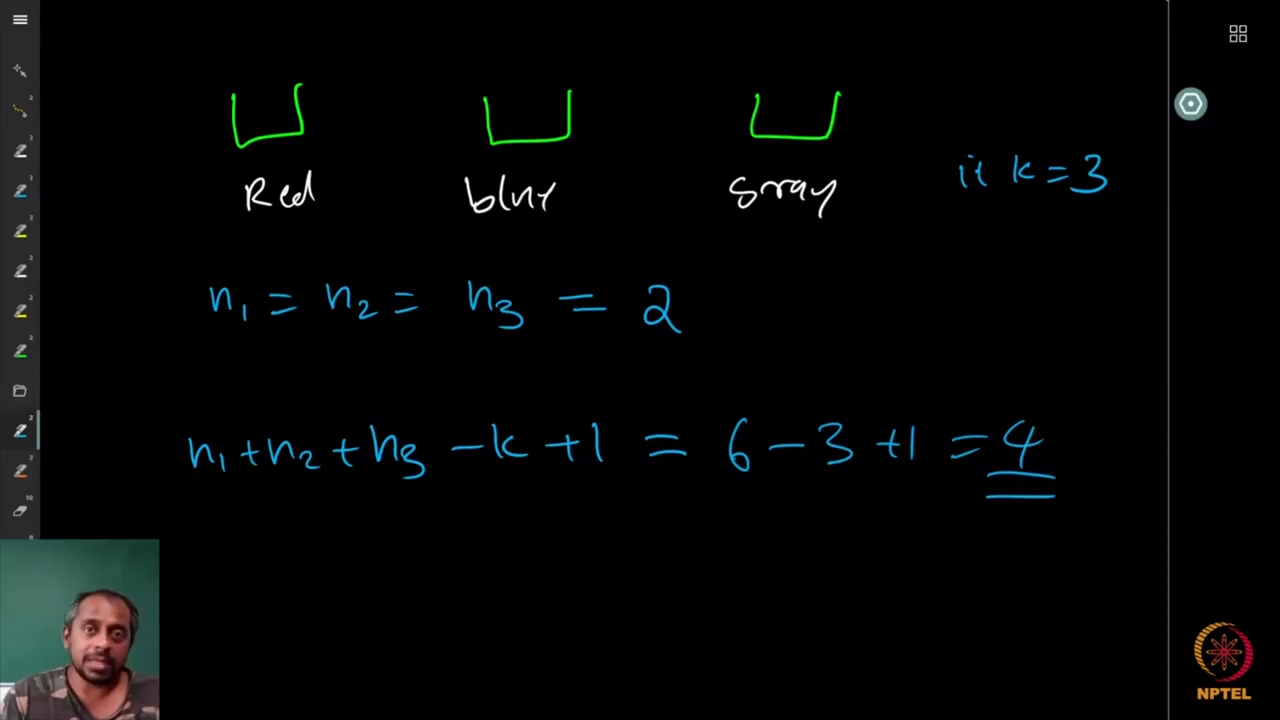 Red blue gray
if k = 3
n₁ = n₂ = n₃ = 2
n₁ + n₂ + n₃ - k + 1 = 6 - 3 + 1 = 4
NPTEL